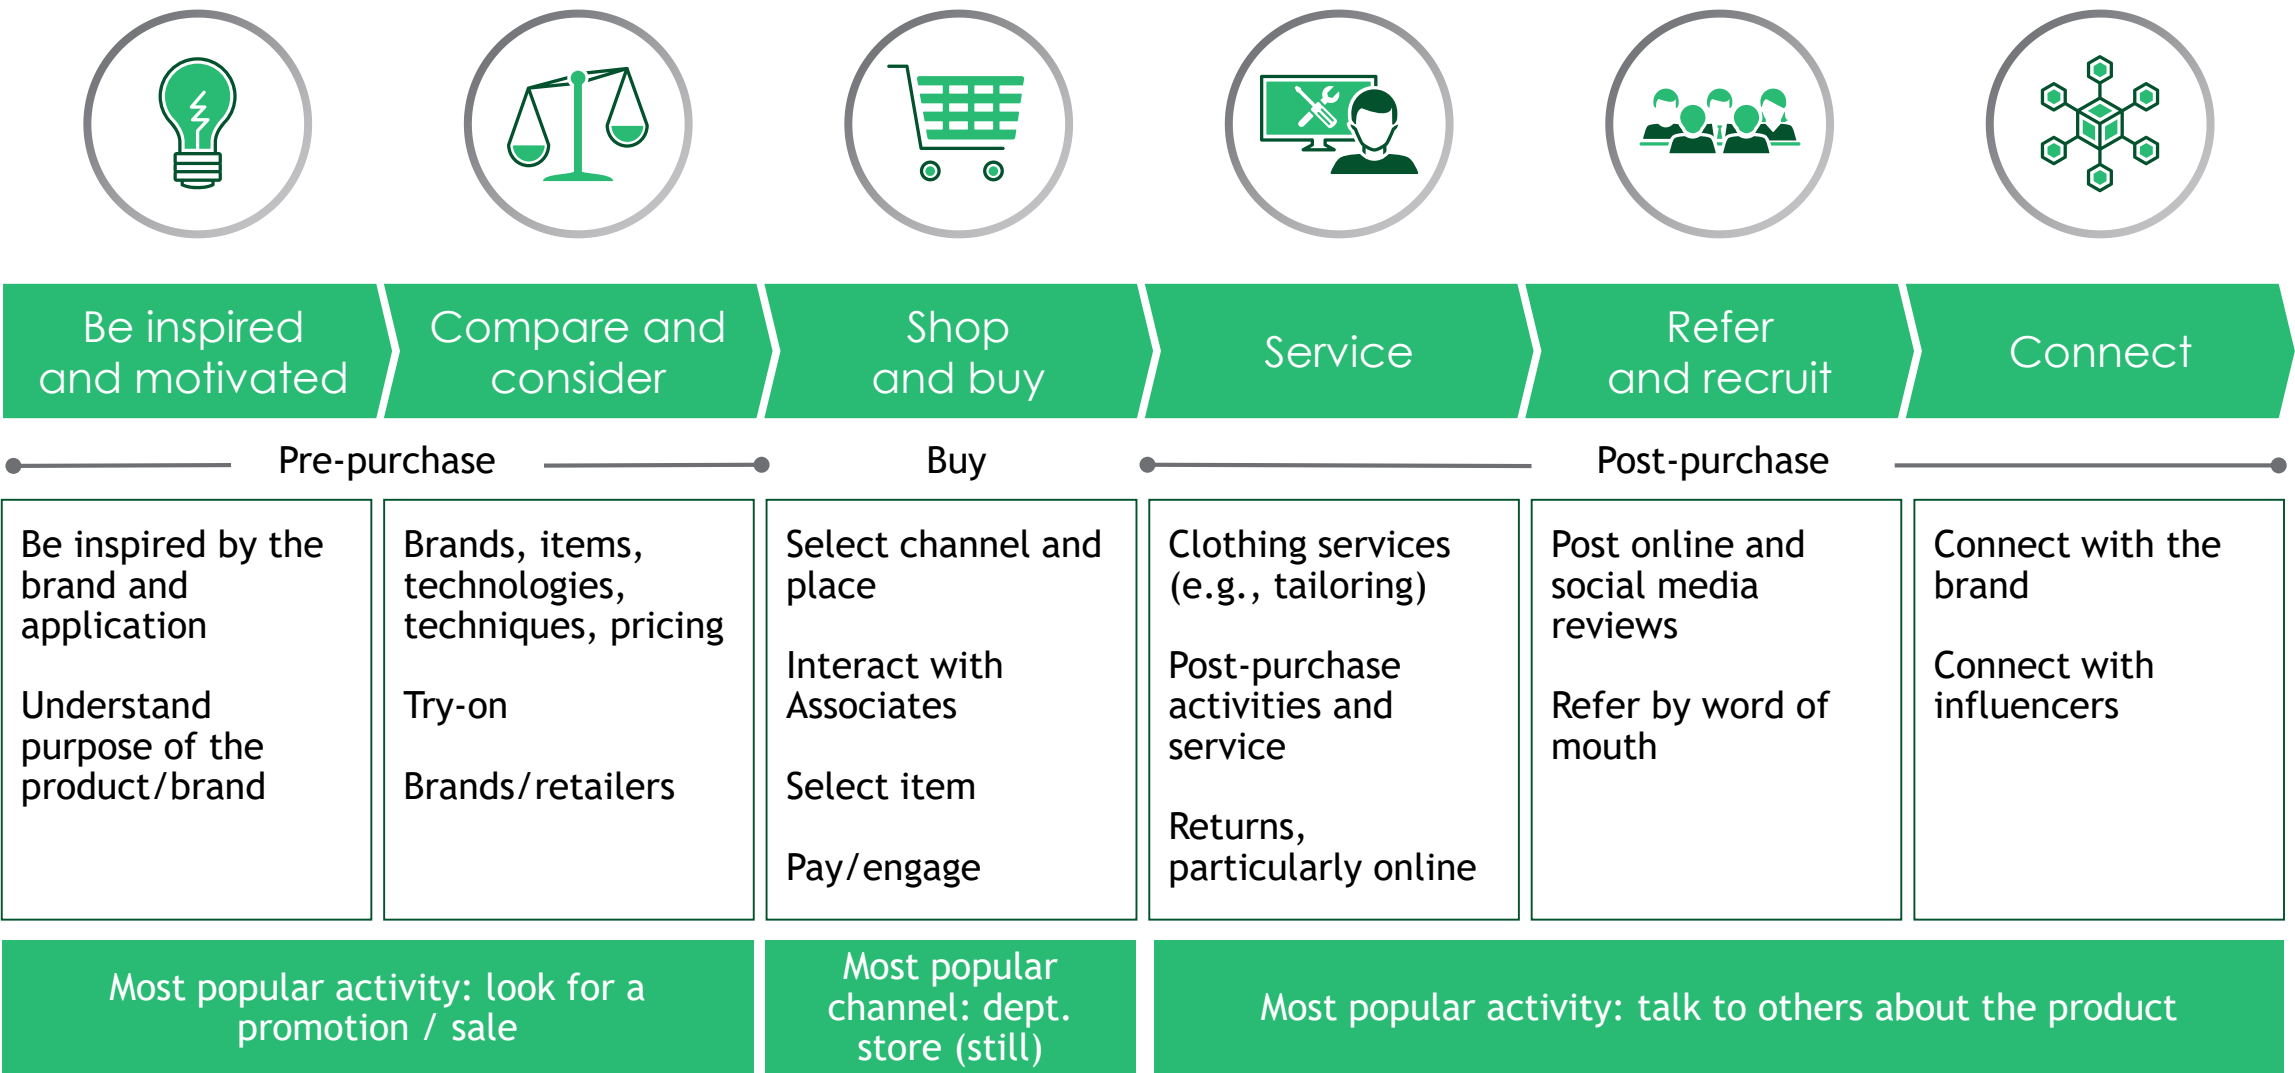 Be inspired
and motivated
Compare and
consider
Shop
and buy
Service
Refer
and recruit
Connect
Pre-purchase
Buy
Post-purchase
Be inspired by the
brand and
application
Understand
purpose of the
product/brand
Brands, items,
technologies,
techniques, pricing
Try-on
Brands/retailers
Select channel and
place
Interact with
Associates
Select item
Pay/engage
Clothing services
(e.g., tailoring)
Post-purchase
activities and
service
Returns,
particularly online
Post online and
social media
reviews
Refer by word of
mouth
Connect with the
brand
Connect with
influencers
Most popular activity: look for a
promotion / sale
Most popular
channel: dept.
store (still)
Most popular activity: talk to others about the product